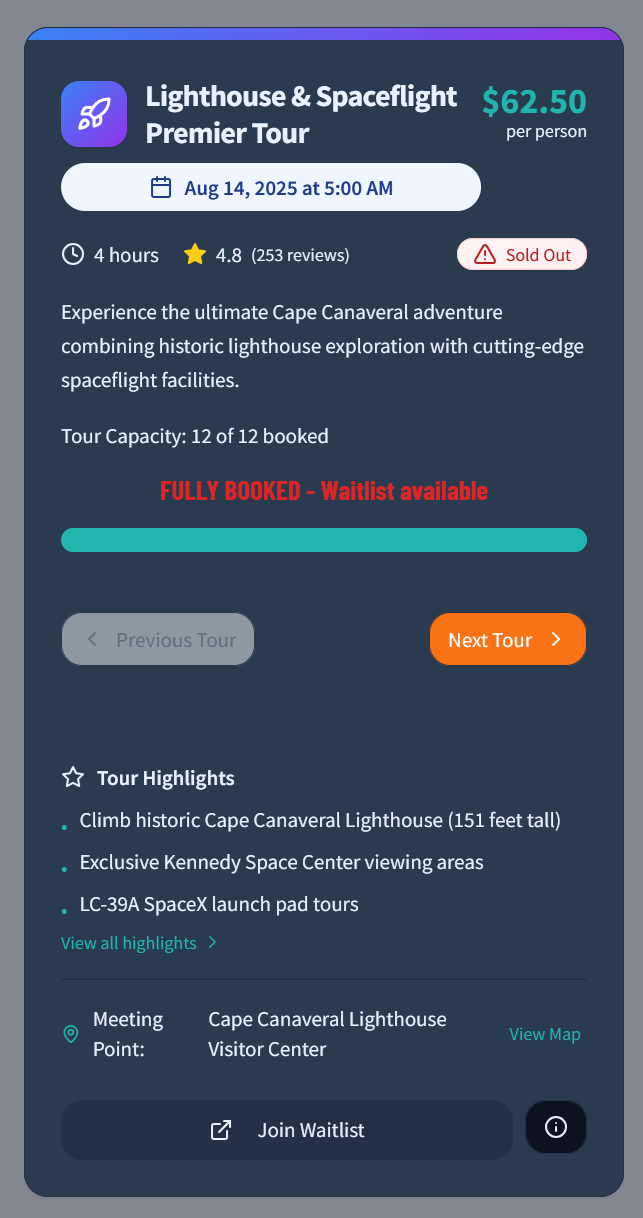 Lighthouse & Spaceflight
Premier Tour
$62.50
per person
Aug 14, 2025 at 5:00 AM
4 hours
4.8 (253 reviews)
Sold Out
Experience the ultimate Cape Canaveral adventure
combining historic lighthouse exploration with cutting-edge
spaceflight facilities.
Tour Capacity: 12 of 12 booked
FULLY BOOKED - Waitlist available
Previous Tour
Next Tour
Tour Highlights
• Climb historic Cape Canaveral Lighthouse (151 feet tall)
• Exclusive Kennedy Space Center viewing areas
• LC-39A SpaceX launch pad tours
View all highlights
Meeting
Point:
Cape Canaveral Lighthouse
Visitor Center
View Map
Join Waitlist